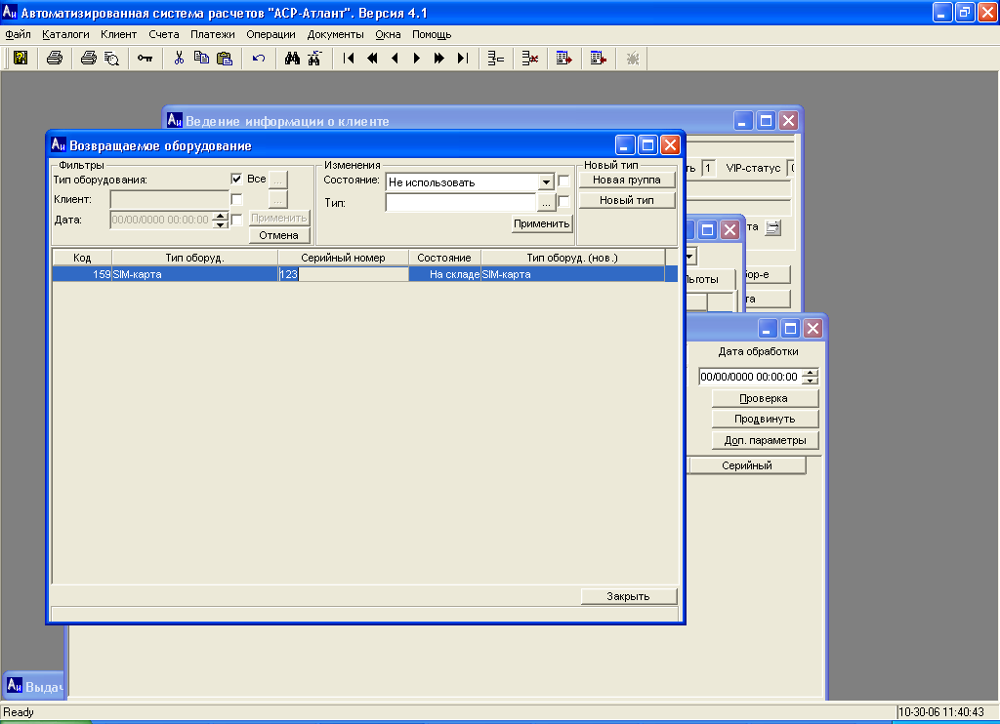 Автоматизированная система расчетов "АСР-Атлант". Версия 4.1
Файл Каталоги Клиент Счета Платежи Операции Документы Окна Помощь
Ведение информации о клиенте
Возвращаемое оборудование
Фильтры
Тип оборудования: Все ...
Клиент: ...
Дата: 00/00/0000 00:00:00 Применить
Отмена
Изменения
Состояние: Не использовать
Тип: ...
Применить
Новый тип
Новая группа
Новый тип
ть 1 VIP-статус
та
бор-е
Льготы
та
Код Тип оборуд. Серийный номер Состояние Тип оборуд. (нов.)
159 SIM-карта 123 На складе SIM-карта
Дата обработки
00/00/0000 00:00:00
Проверка
Продвинуть
Доп. параметры
Серийный
Закрыть
Выдач
Ready 10-30-06 11:40:43